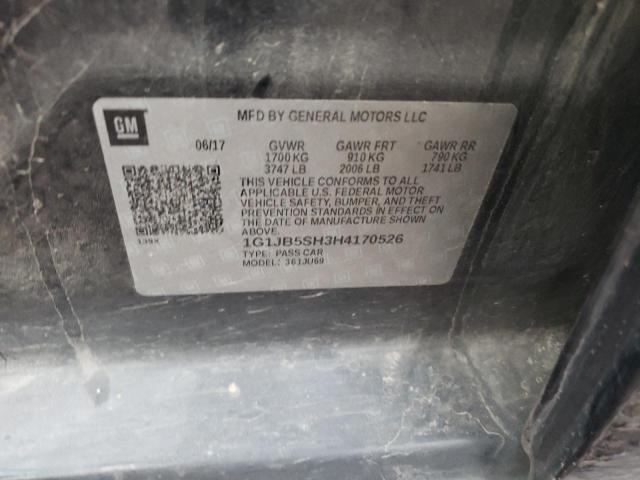 GM
MFD BY GENERAL MOTORS LLC
06/17 GVWR GAWR FRT GAWR RR
1700 KG 910 KG 790 KG
3747 LB 2006 LB 1741 LB
THIS VEHICLE CONFORMS TO ALL
APPLICABLE U.S. FEDERAL MOTOR
VEHICLE SAFETY, BUMPER, AND THEFT
PREVENTION STANDARDS IN EFFECT ON
THE DATE OF MANUFACTURE SHOWN
ABOVE.
139X
1G1JB5SH3H4170526
TYPE: PASS CAR
MODEL: 361JU69